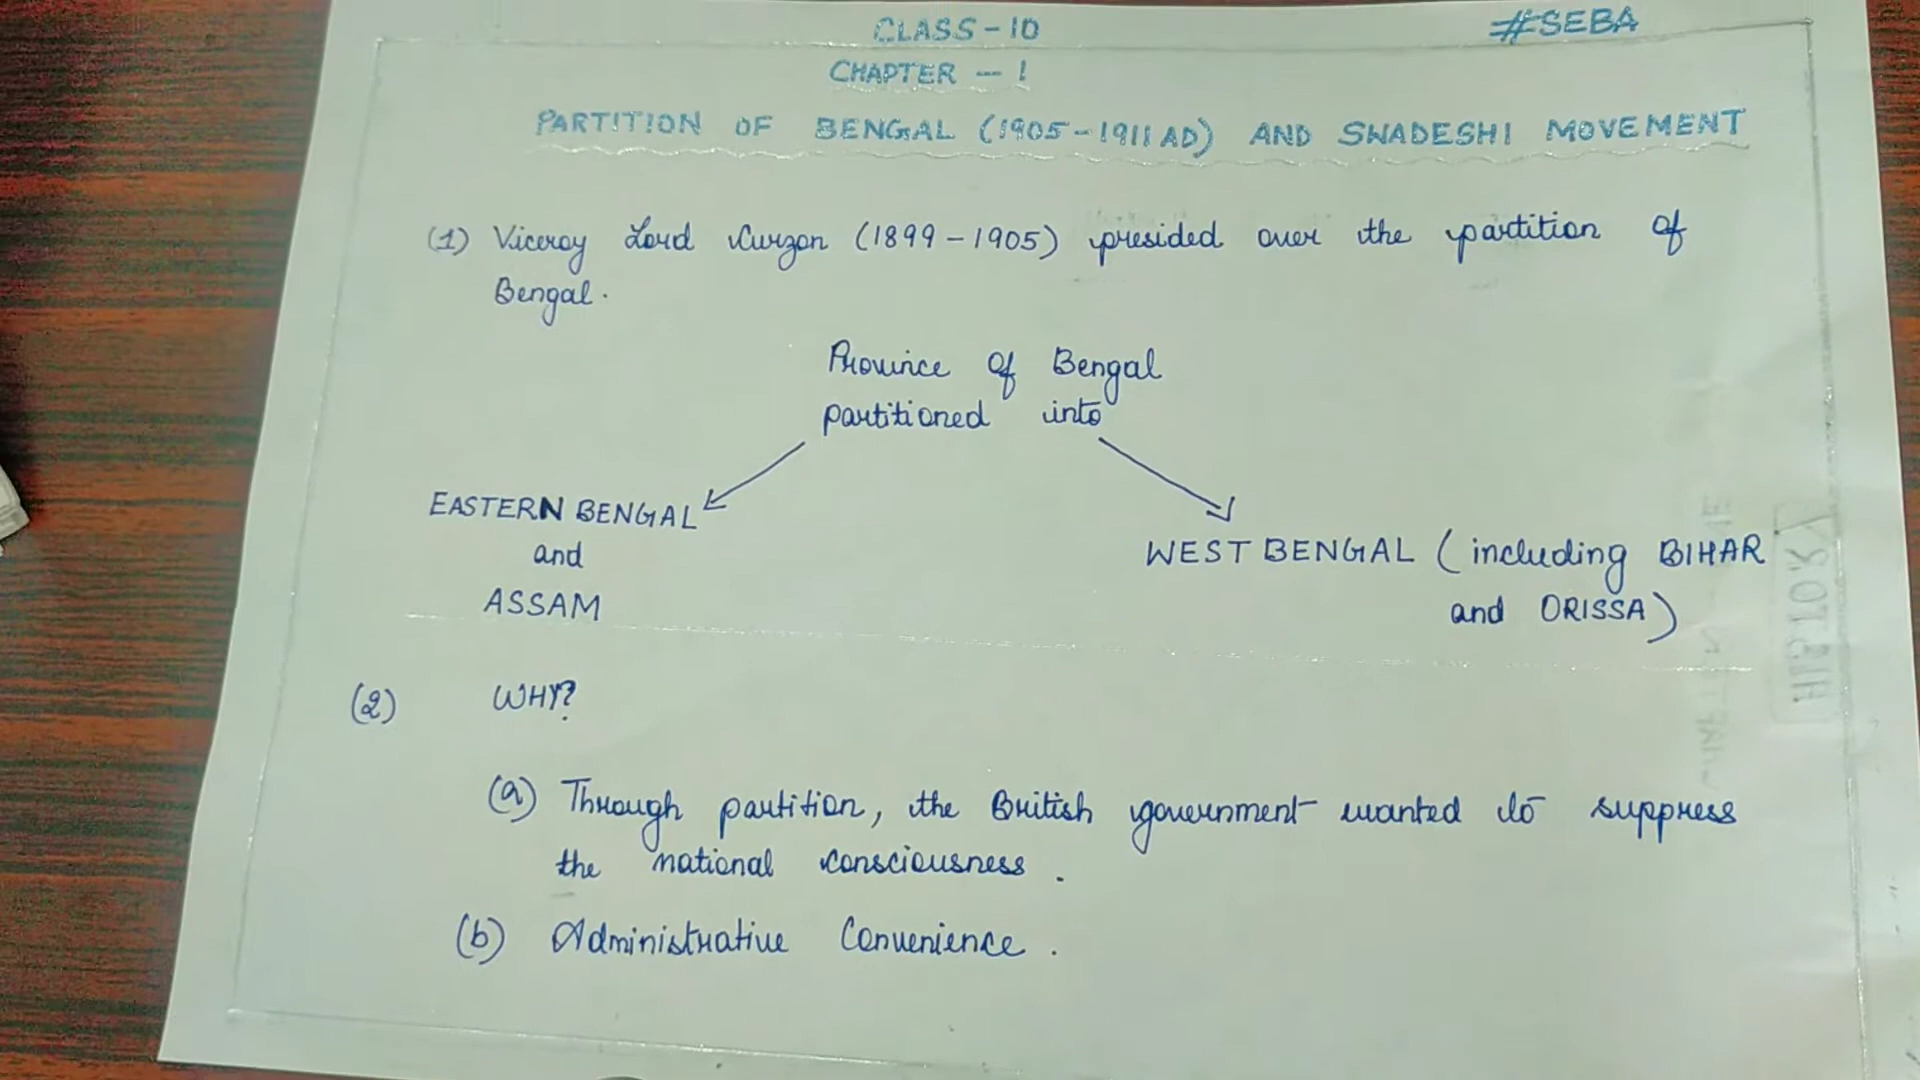 CLASS - 10
#SEBA
CHAPTER - 1
PARTITION OF BENGAL (1905-1911 AD) AND SWADESHI MOVEMENT
(1) Viceroy Lord Curzon (1899-1905) presided over the partition of
Bengal.
Province of Bengal
partitioned into
EASTERN BENGAL
and
ASSAM
WEST BENGAL (including BIHAR
and ORISSA)
(2) WHY?
(a) Through partition, the British government wanted to suppress
the national consciousness.
(b) Administrative Convenience.
HISTORY